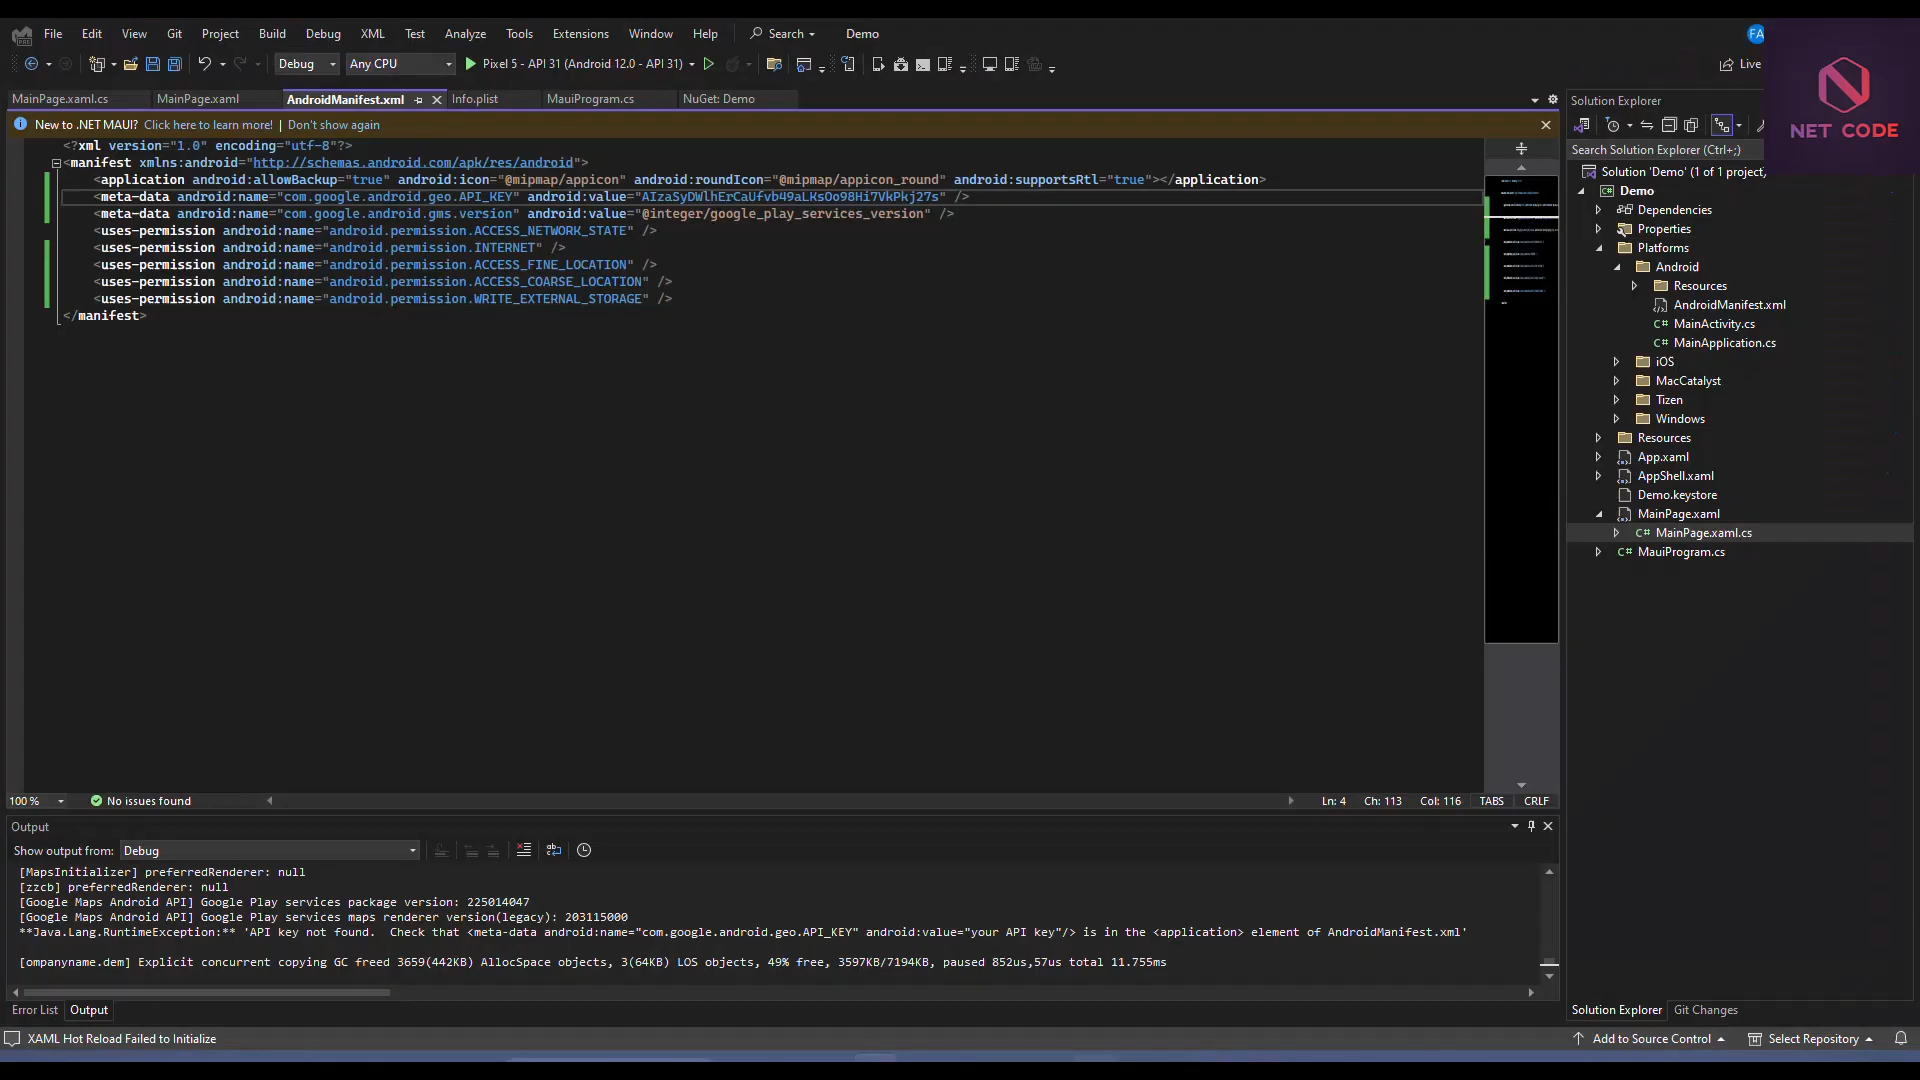 File Edit View Git Project Build Debug XML Test Analyze Tools Extensions Window Help Search Demo FA
Debug Any CPU Pixel 5 - API 31 (Android 12.0 - API 31) Live
NET CODE
MainPage.xaml.cs MainPage.xaml AndroidManifest.xml Info.plist MauiProgram.cs NuGet: Demo
New to .NET MAUI? Click here to learn more! | Don't show again
<?xml version="1.0" encoding="utf-8"?>
<manifest xmlns:android="http://schemas.android.com/apk/res/android">
<application android:allowBackup="true" android:icon="@mipmap/appicon" android:roundIcon="@mipmap/appicon_round" android:supportsRtl="true"></application>
<meta-data android:name="com.google.android.geo.API_KEY" android:value="AIzaSyDWlhErCaUfvb49aLKsOo98Hi7VkPkj27s" />
<meta-data android:name="com.google.android.gms.version" android:value="@integer/google_play_services_version" />
<uses-permission android:name="android.permission.ACCESS_NETWORK_STATE" />
<uses-permission android:name="android.permission.INTERNET" />
<uses-permission android:name="android.permission.ACCESS_FINE_LOCATION" />
<uses-permission android:name="android.permission.ACCESS_COARSE_LOCATION" />
<uses-permission android:name="android.permission.WRITE_EXTERNAL_STORAGE" />
</manifest>
100 % No issues found Ln: 4 Ch: 113 Col: 116 TABS CRLF
Output
Show output from: Debug
[MapsInitializer] preferredRenderer: null
[zzcb] preferredRenderer: null
[Google Maps Android API] Google Play services package version: 225014047
[Google Maps Android API] Google Play services maps renderer version(legacy): 203115000
**Java.Lang.RuntimeException:** 'API key not found.  Check that <meta-data android:name="com.google.android.geo.API_KEY" android:value="your API key"/> is in the <application> element of AndroidManifest.xml'
[ompanyname.dem] Explicit concurrent copying GC freed 3659(442KB) AllocSpace objects, 3(64KB) LOS objects, 49% free, 3597KB/7194KB, paused 852us,57us total 11.755ms
Error List Output
XAML Hot Reload Failed to Initialize
Solution Explorer
Search Solution Explorer (Ctrl+;)
Solution 'Demo' (1 of 1 project)
Demo
Dependencies
Properties
Platforms
Android
Resources
AndroidManifest.xml
MainActivity.cs
MainApplication.cs
iOS
MacCatalyst
Tizen
Windows
Resources
App.xaml
AppShell.xaml
Demo.keystore
MainPage.xaml
MainPage.xaml.cs
MauiProgram.cs
Solution Explorer Git Changes
Add to Source Control Select Repository